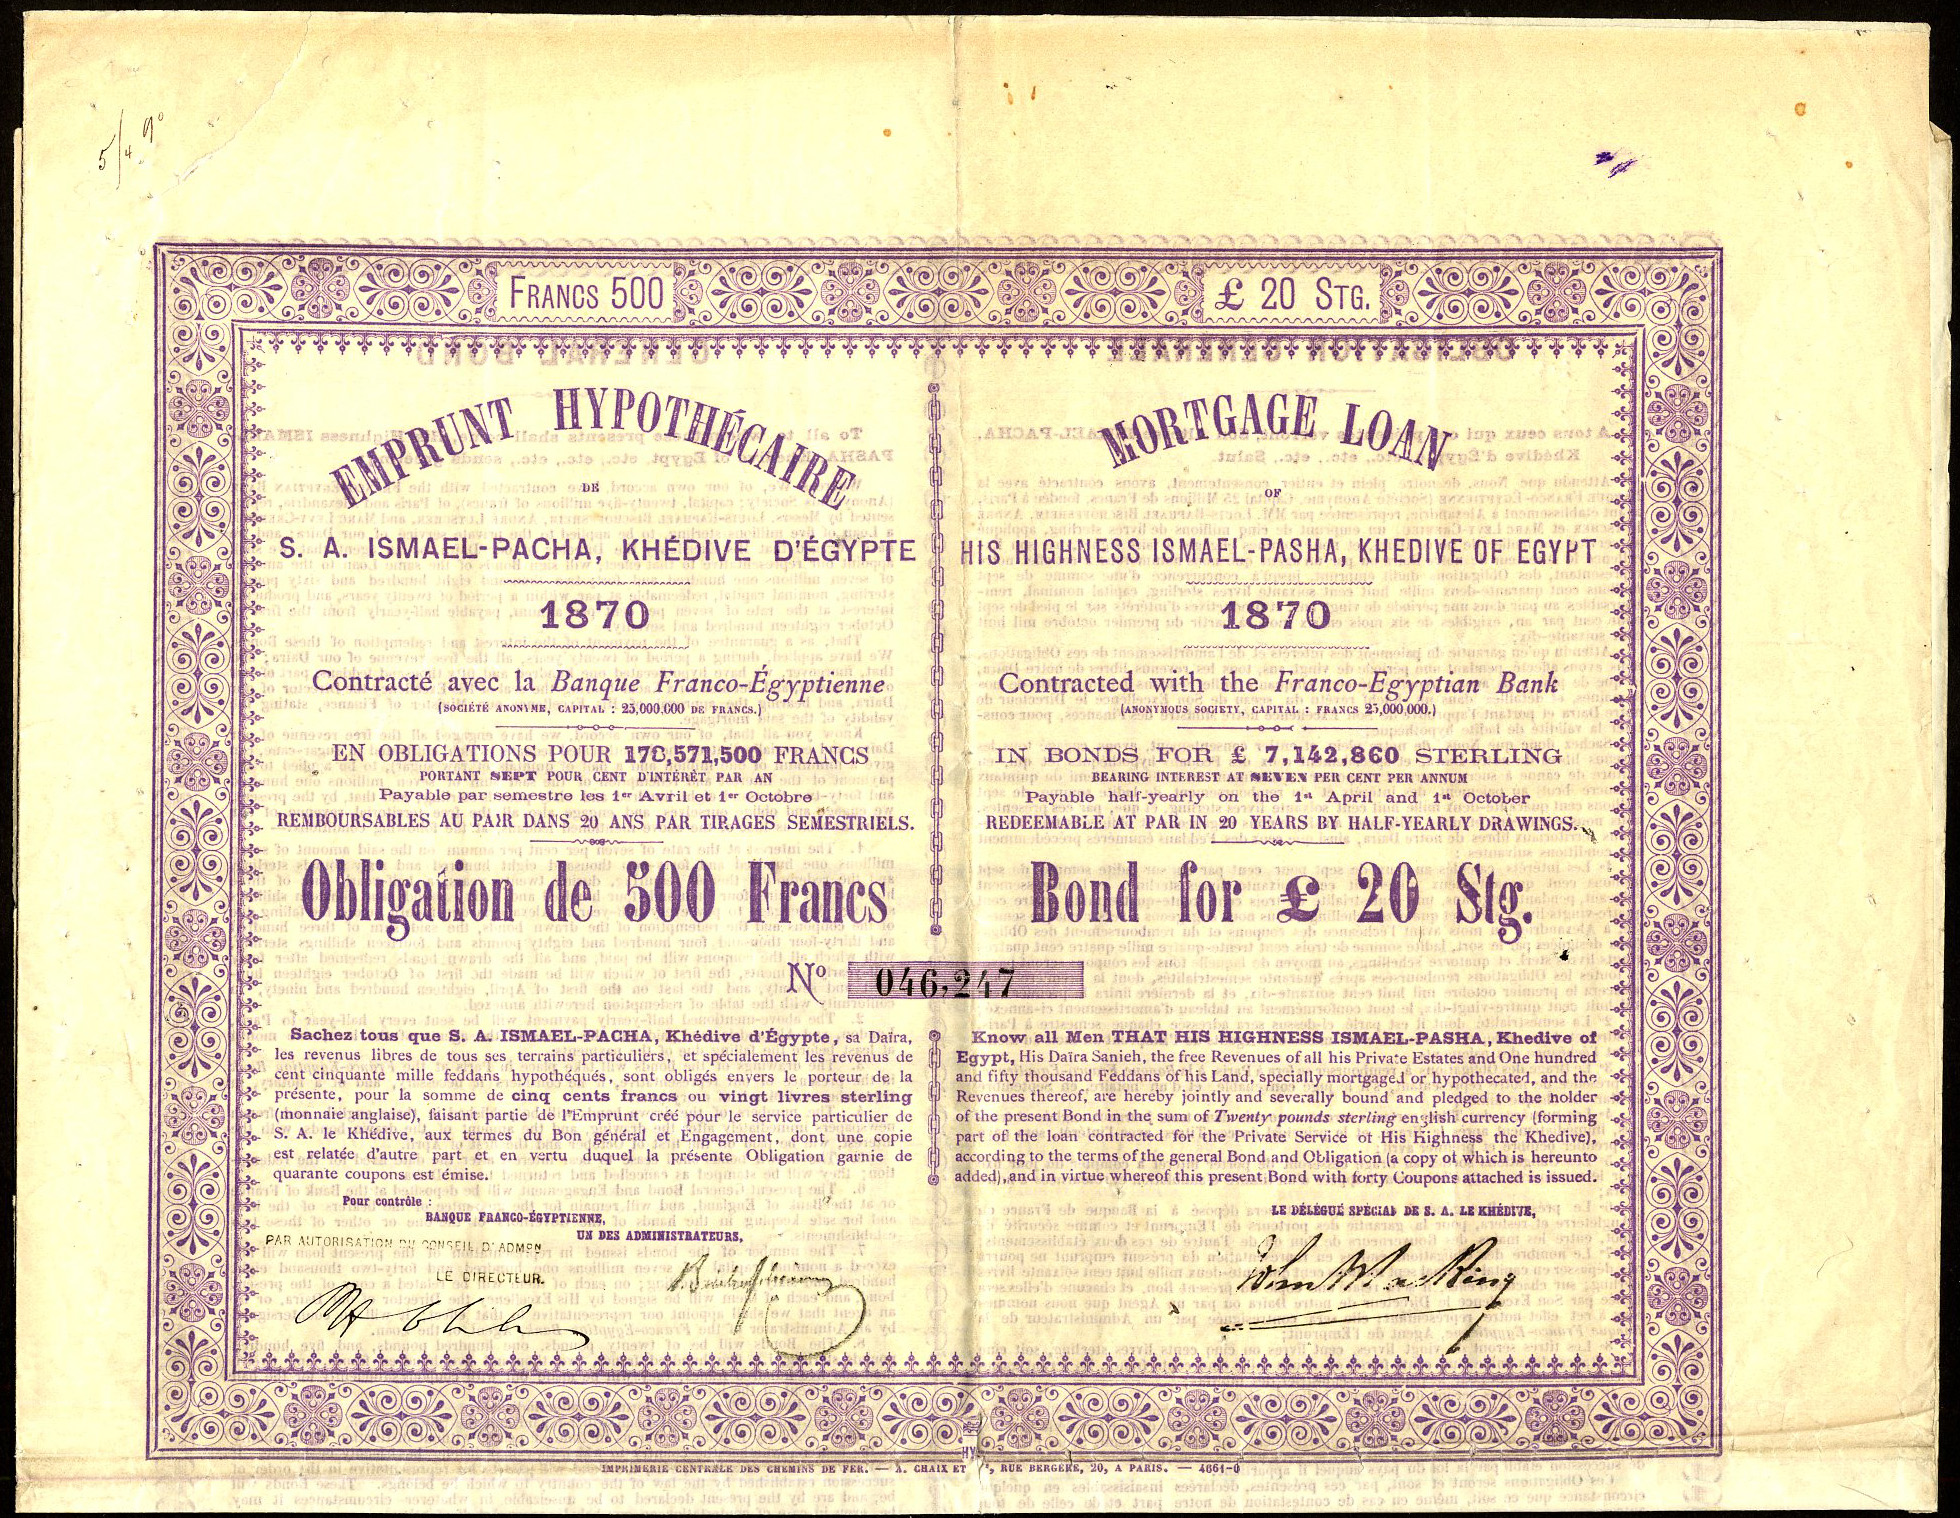 5/4 90
FRANCS 500
£ 20 STG.
EMPRUNT HYPOTHÉCAIRE
DE
S. A. ISMAEL-PACHA, KHÉDIVE D'ÉGYPTE
1870
Contracté avec la Banque Franco-Égyptienne
(SOCIÉTÉ ANONYME, CAPITAL : 25,000,000 DE FRANCS.)
EN OBLIGATIONS POUR 178,571,500 FRANCS
PORTANT SEPT POUR CENT D'INTÉRÊT PAR AN
Payable par semestre les 1er Avril et 1er Octobre
REMBOURSABLES AU PAIR DANS 20 ANS PAR TIRAGES SEMESTRIELS.
Obligation de 500 Francs
MORTGAGE LOAN
OF
HIS HIGHNESS ISMAEL-PASHA, KHEDIVE OF EGYPT
1870
Contracted with the Franco-Egyptian Bank
(ANONYMOUS SOCIETY, CAPITAL : FRANCS 25,000,000.)
IN BONDS FOR £ 7,142,860 STERLING
BEARING INTEREST AT SEVEN PER CENT PER ANNUM
Payable half-yearly on the 1st April and 1st October
REDEEMABLE AT PAR IN 20 YEARS BY HALF-YEARLY DRAWINGS.
Bond for £ 20 Stg.
No 046,247
Sachez tous que S. A. ISMAEL-PACHA, Khédive d'Égypte, sa Daïra,
les revenus libres de tous ses terrains particuliers, et spécialement les revenus de
cent cinquante mille feddans hypothéqués, sont obligés envers le porteur de la
présente, pour la somme de cinq cents francs ou vingt livres sterling
(monnaie anglaise), faisant partie de l'Emprunt créé pour le service particulier de
S. A. le Khédive, aux termes du Bon général et Engagement, dont une copie
est relatée d'autre part et en vertu duquel la présente Obligation garnie de
quarante coupons est émise.
Pour contrôle :
BANQUE FRANCO-ÉGYPTIENNE,
UN DES ADMINISTRATEURS,
PAR AUTORISATION DU CONSEIL D'ADMON
LE DIRECTEUR.
Know all Men THAT HIS HIGHNESS ISMAEL-PASHA, Khedive of
Egypt, His Daïra Sanieh, the free Revenues of all his Private Estates and One hundred
and fifty thousand Feddans of his Land, specially mortgaged or hypothecated, and the
Revenues thereof, are hereby jointly and severally bound and pledged to the holder
of the present Bond in the sum of Twenty pounds sterling english currency (forming
part of the loan contracted for the Private Service of His Highness the Khedive),
according to the terms of the general Bond and Obligation (a copy of which is hereunto
added), and in virtue whereof this present Bond with forty Coupons attached is issued.
LE DÉLÉGUÉ SPÉCIAL DE S. A. LE KHÉDIVE,
IMPRIMERIE CENTRALE DES CHEMINS DE FER. — A. CHAIX ET Cie, RUE BERGÈRE, 20, A PARIS. — 4661-0